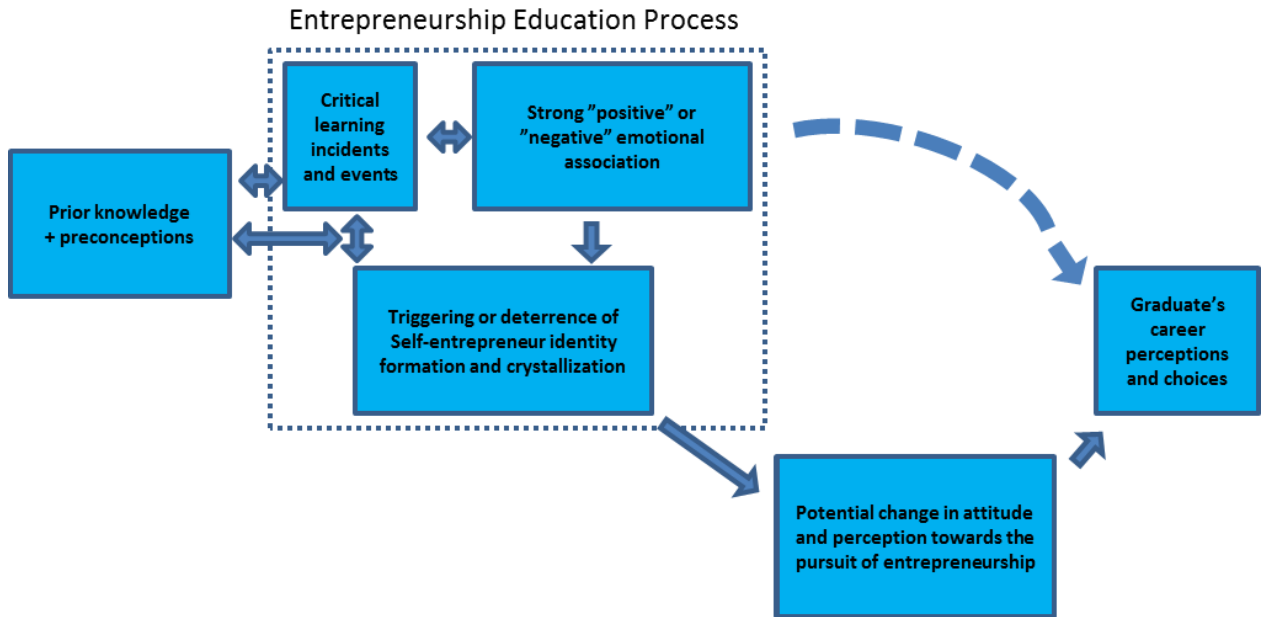 Entrepreneurship Education Process
Critical
learning
incidents
and events
Strong ”positive” or
”negative” emotional
association
Prior knowledge
+ preconceptions
Triggering or deterrence of
Self-entrepreneur identity
formation and crystallization
Graduate’s
career
perceptions
and choices
Potential change in attitude
and perception towards the
pursuit of entrepreneurship